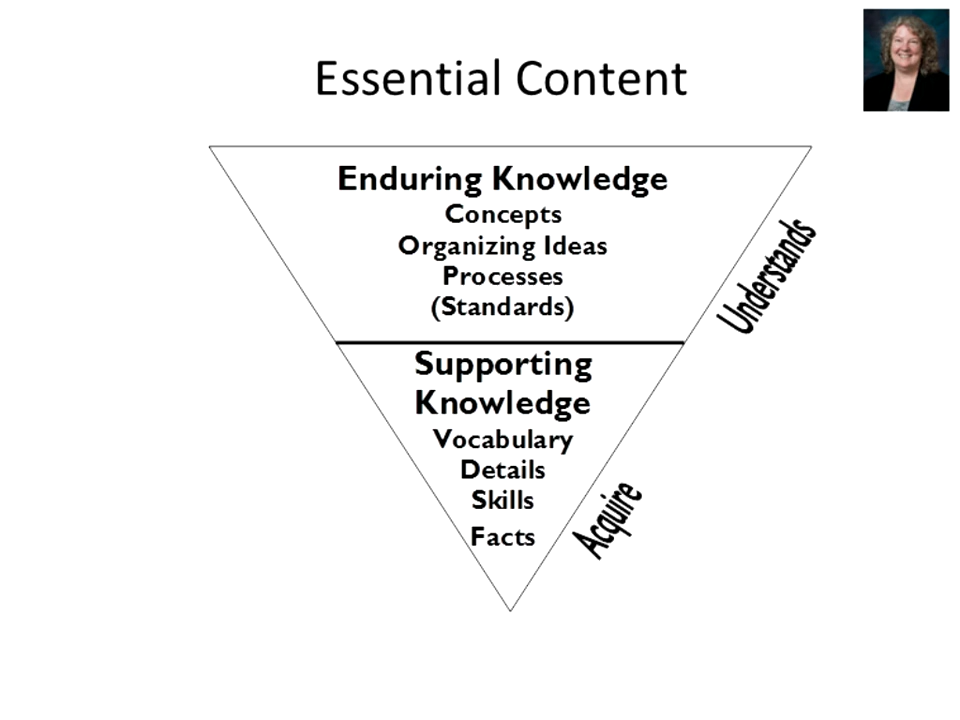 Essential Content
Enduring Knowledge
Concepts
Organizing Ideas
Processes
(Standards)
Understands
Supporting
Knowledge
Vocabulary
Details
Skills
Facts
Acquire